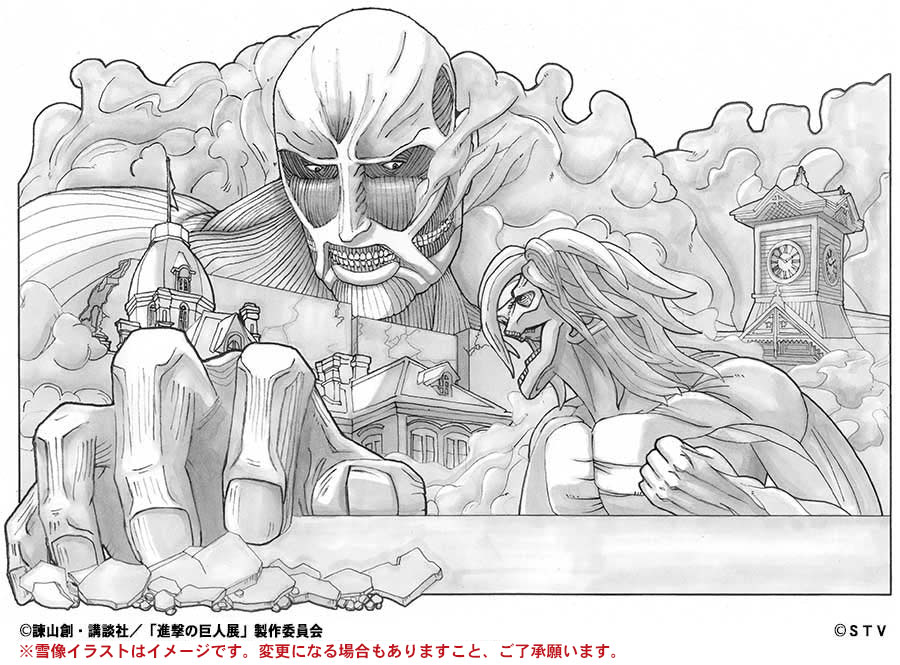 ©諫山創・講談社／「進撃の巨人展」製作委員会
©STV
※雪像イラストはイメージです。変更になる場合もありますこと、ご了承願います。